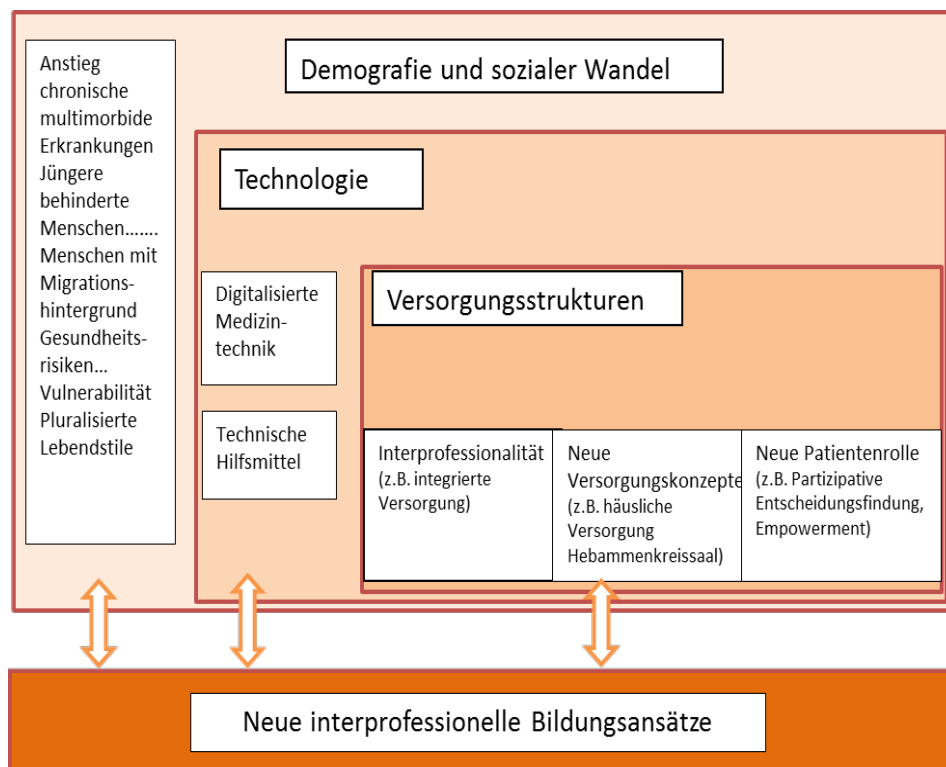 Demografie und sozialer Wandel
Anstieg
chronische
multimorbide
Erkrankungen
Jüngere
behinderte
Menschen.......
Menschen mit
Migrations-
hintergrund
Gesundheits-
risiken...
Vulnerabilität
Pluralisierte
Lebendstile
Technologie
Digitalisierte
Medizin-
technik
Technische
Hilfsmittel
Versorgungsstrukturen
Interprofessionalität
(z.B. integrierte
Versorgung)
Neue
Versorgungskonzepte
(z.B. häusliche
Versorgung
Hebammenkreissaal)
Neue Patientenrolle
(z.B. Partizipative
Entscheidungsfindung,
Empowerment)
Neue interprofessionelle Bildungsansätze